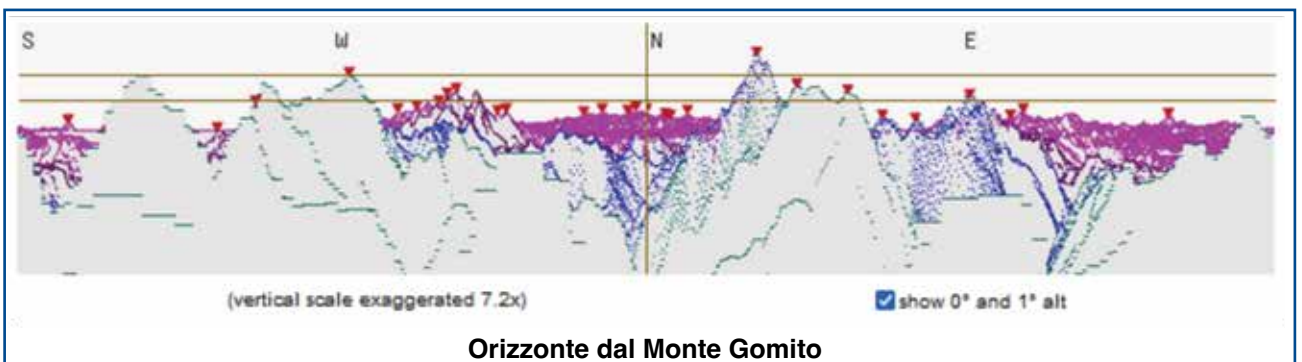 S W N E
(vertical scale exaggerated 7.2x) show 0° and 1° alt
Orizzonte dal Monte Gomito